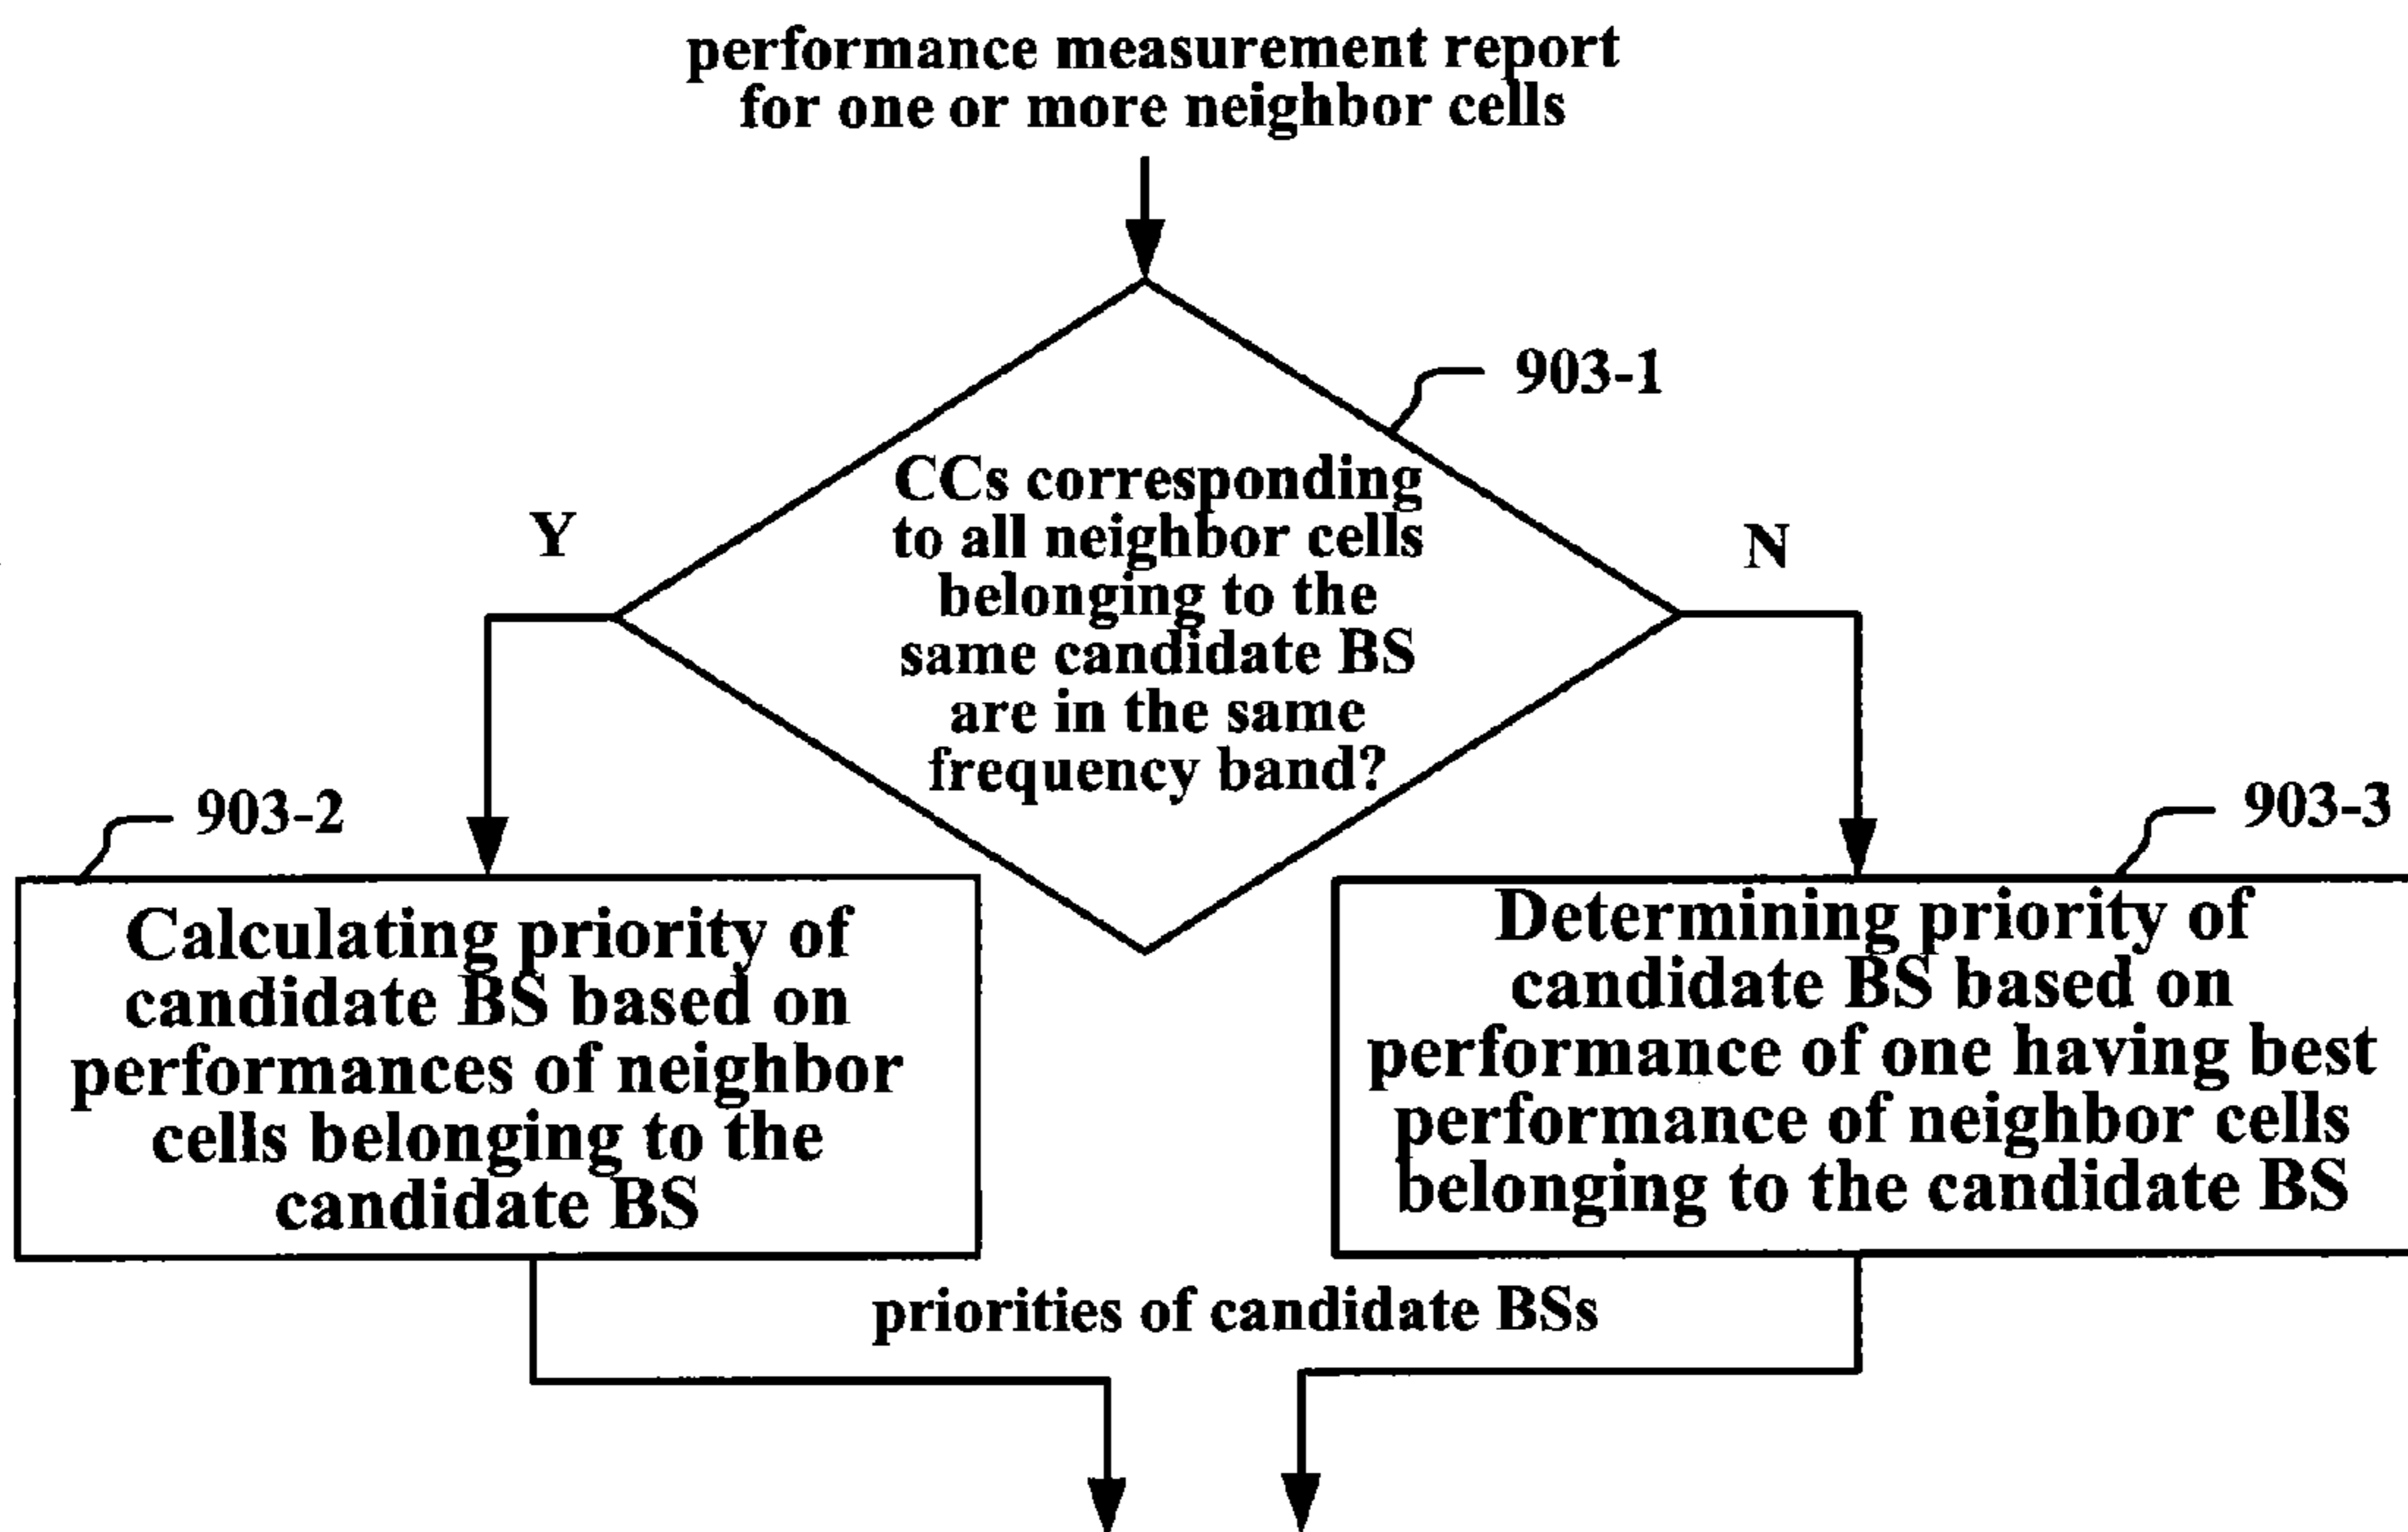 performance measurement report
for one or more neighbor cells
903-1
CCs corresponding
to all neighbor cells
belonging to the
same candidate BS
are in the same
frequency band?
Y
N
903-2
903-3
Calculating priority of
candidate BS based on
performances of neighbor
cells belonging to the
candidate BS
Determining priority of
candidate BS based on
performance of one having best
performance of neighbor cells
belonging to the candidate BS
priorities of candidate BSs